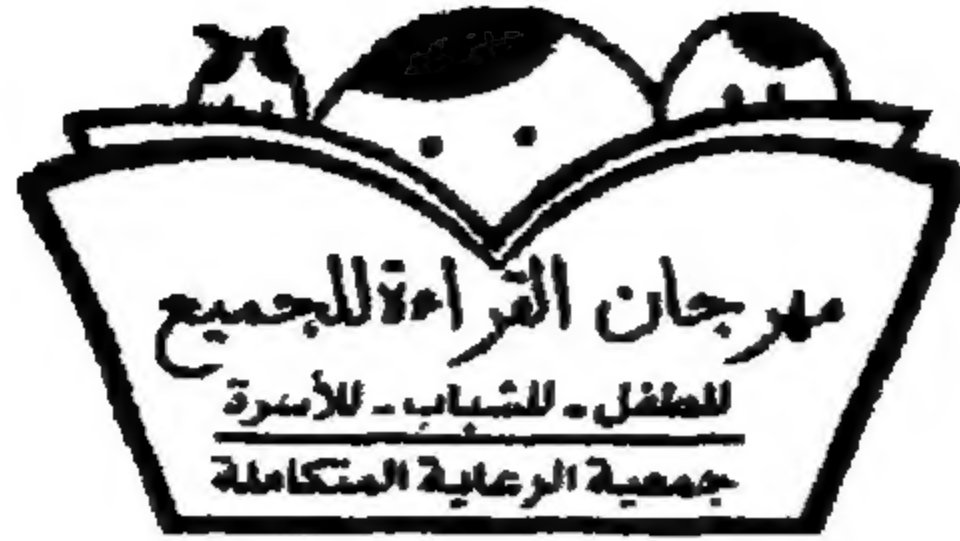 مهرجان القراءة للجميع
للطفل - للشباب - للأسرة
جمعية الرعاية المتكاملة